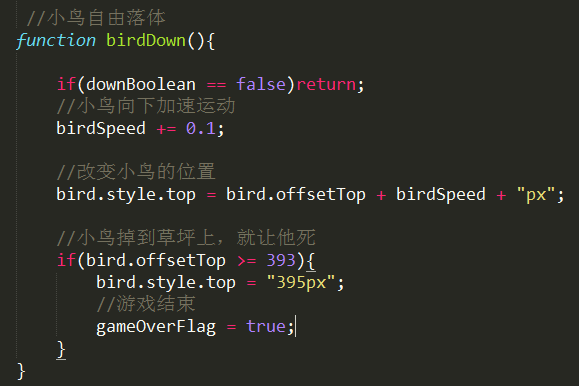 //小鸟自由落体
function birdDown(){
if(downBoolean == false)return;
//小鸟向下加速运动
birdSpeed += 0.1;
//改变小鸟的位置
bird.style.top = bird.offsetTop + birdSpeed + "px";
//小鸟掉到草坪上，就让他死
if(bird.offsetTop >= 393){
bird.style.top = "395px";
//游戏结束
gameOverFlag = true;
}
}